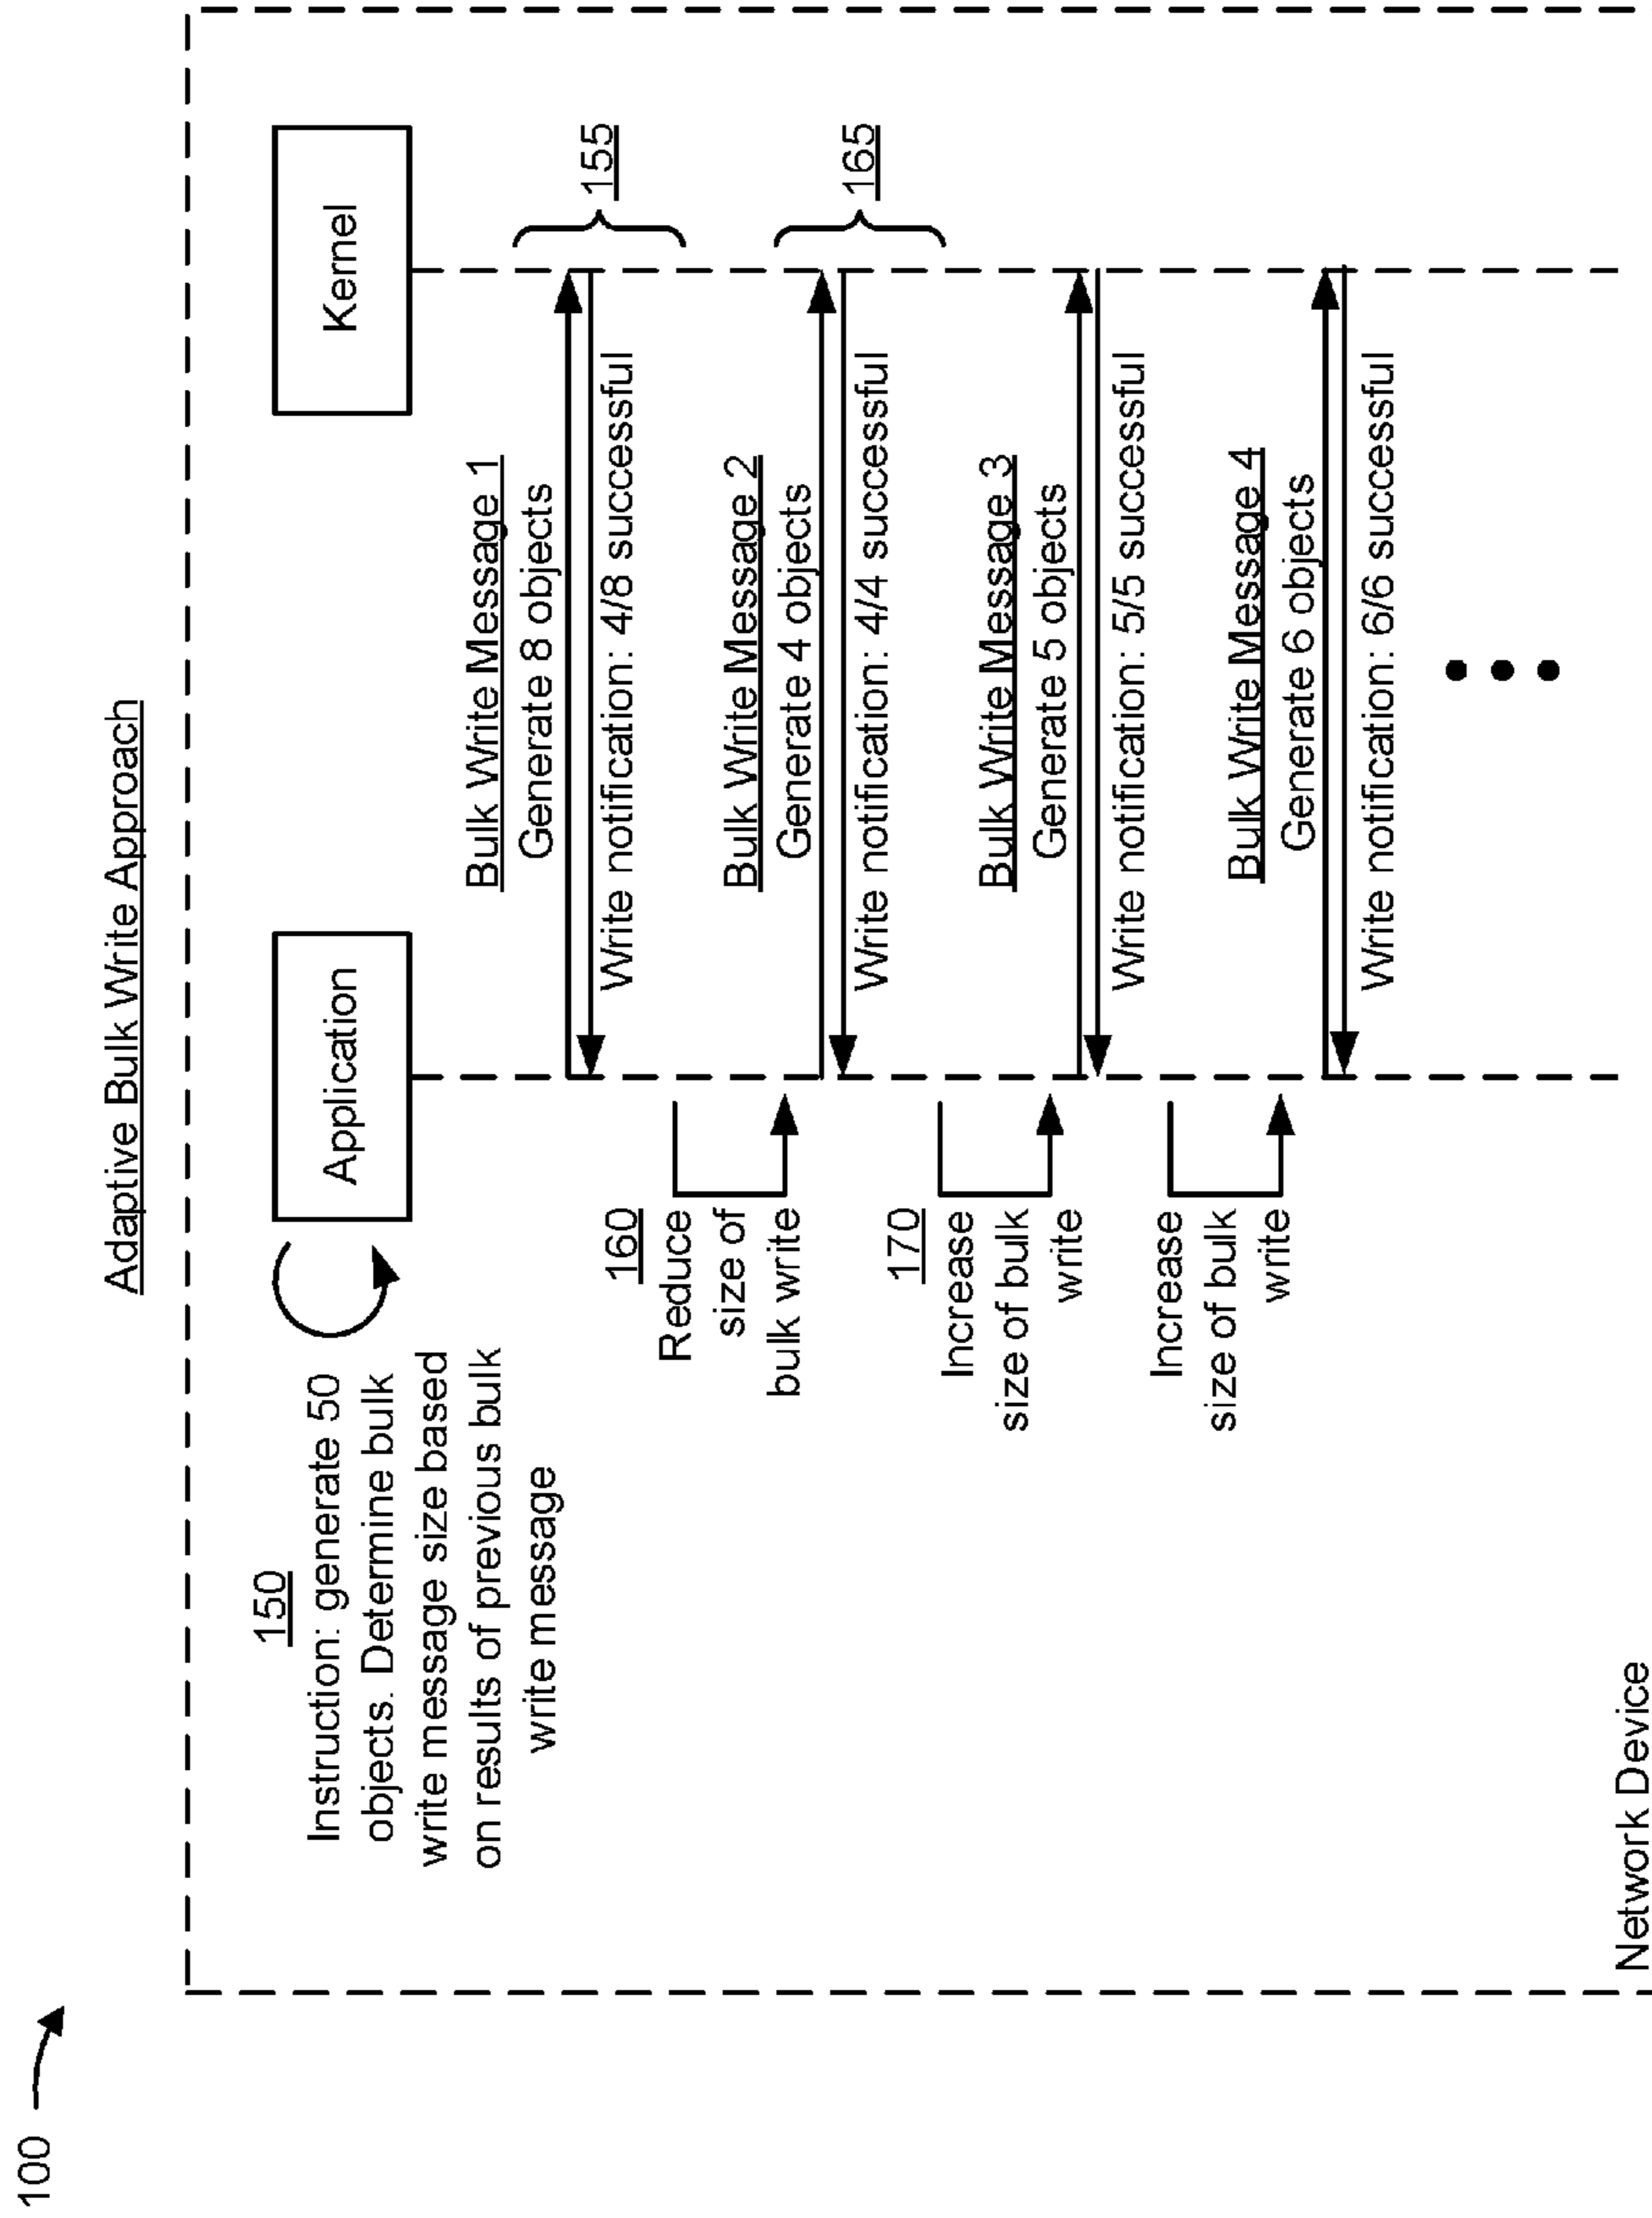 100
Adaptive Bulk Write Approach
Application
Kernel
150
Instruction: generate 50
objects. Determine bulk
write message size based
on results of previous bulk
write message
Bulk Write Message 1
Generate 8 objects
Write notification: 4/8 successful
155
160
Reduce
size of
bulk write
Bulk Write Message 2
Generate 4 objects
Write notification: 4/4 successful
165
170
Increase
size of bulk
write
Bulk Write Message 3
Generate 5 objects
Write notification: 5/5 successful
Increase
size of bulk
write
Bulk Write Message 4
Generate 6 objects
Write notification: 6/6 successful
Network Device